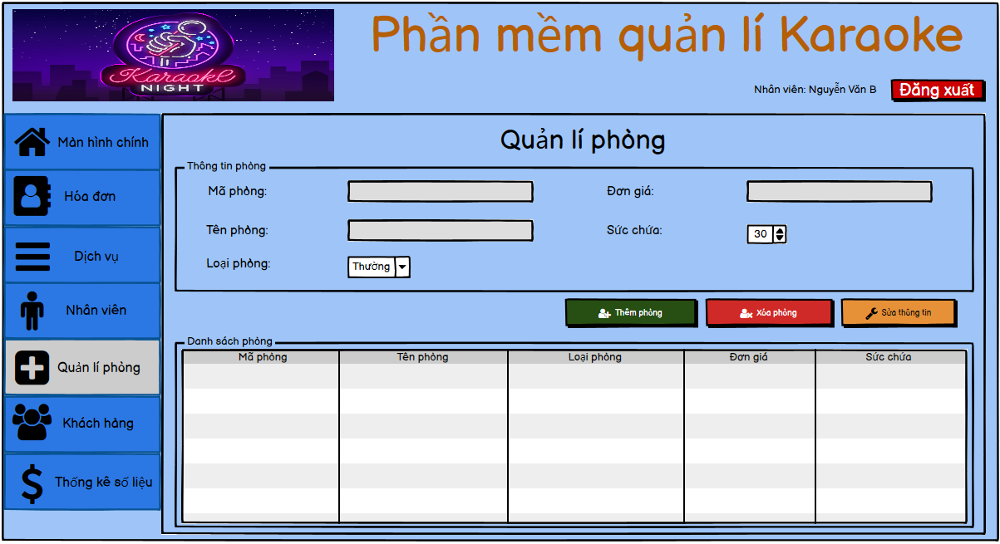 Karaoke
NIGHT
Phần mềm quản lí Karaoke
Nhân viên: Nguyễn Văn B
Đăng xuất
Màn hình chính
Hóa đơn
Dịch vụ
Nhân viên
Quản lí phòng
Khách hàng
Thống kê số liệu
Quản lí phòng
Thông tin phòng
Mã phòng:
Đơn giá:
Tên phòng:
Sức chứa:
30
Loại phòng:
Thường
Thêm phòng
Xóa phòng
Sửa thông tin
Danh sách phòng
Mã phòng Tên phòng Loại phòng Đơn giá Sức chứa